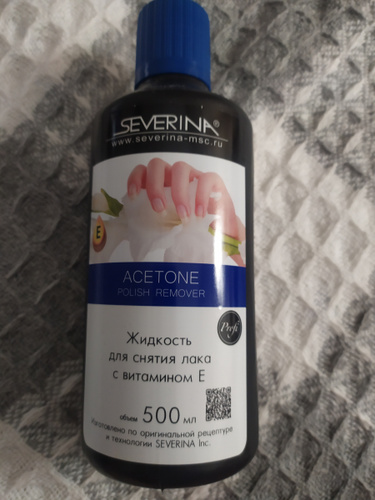 SEVERINA®
www.severina-msc.ru
E
ACETONE
POLISH REMOVER
Profi
Жидкость
для снятия лака
с витамином Е
объем 500 мл
Изготовлено по оригинальной рецептуре
и технологии SEVERINA Inc.